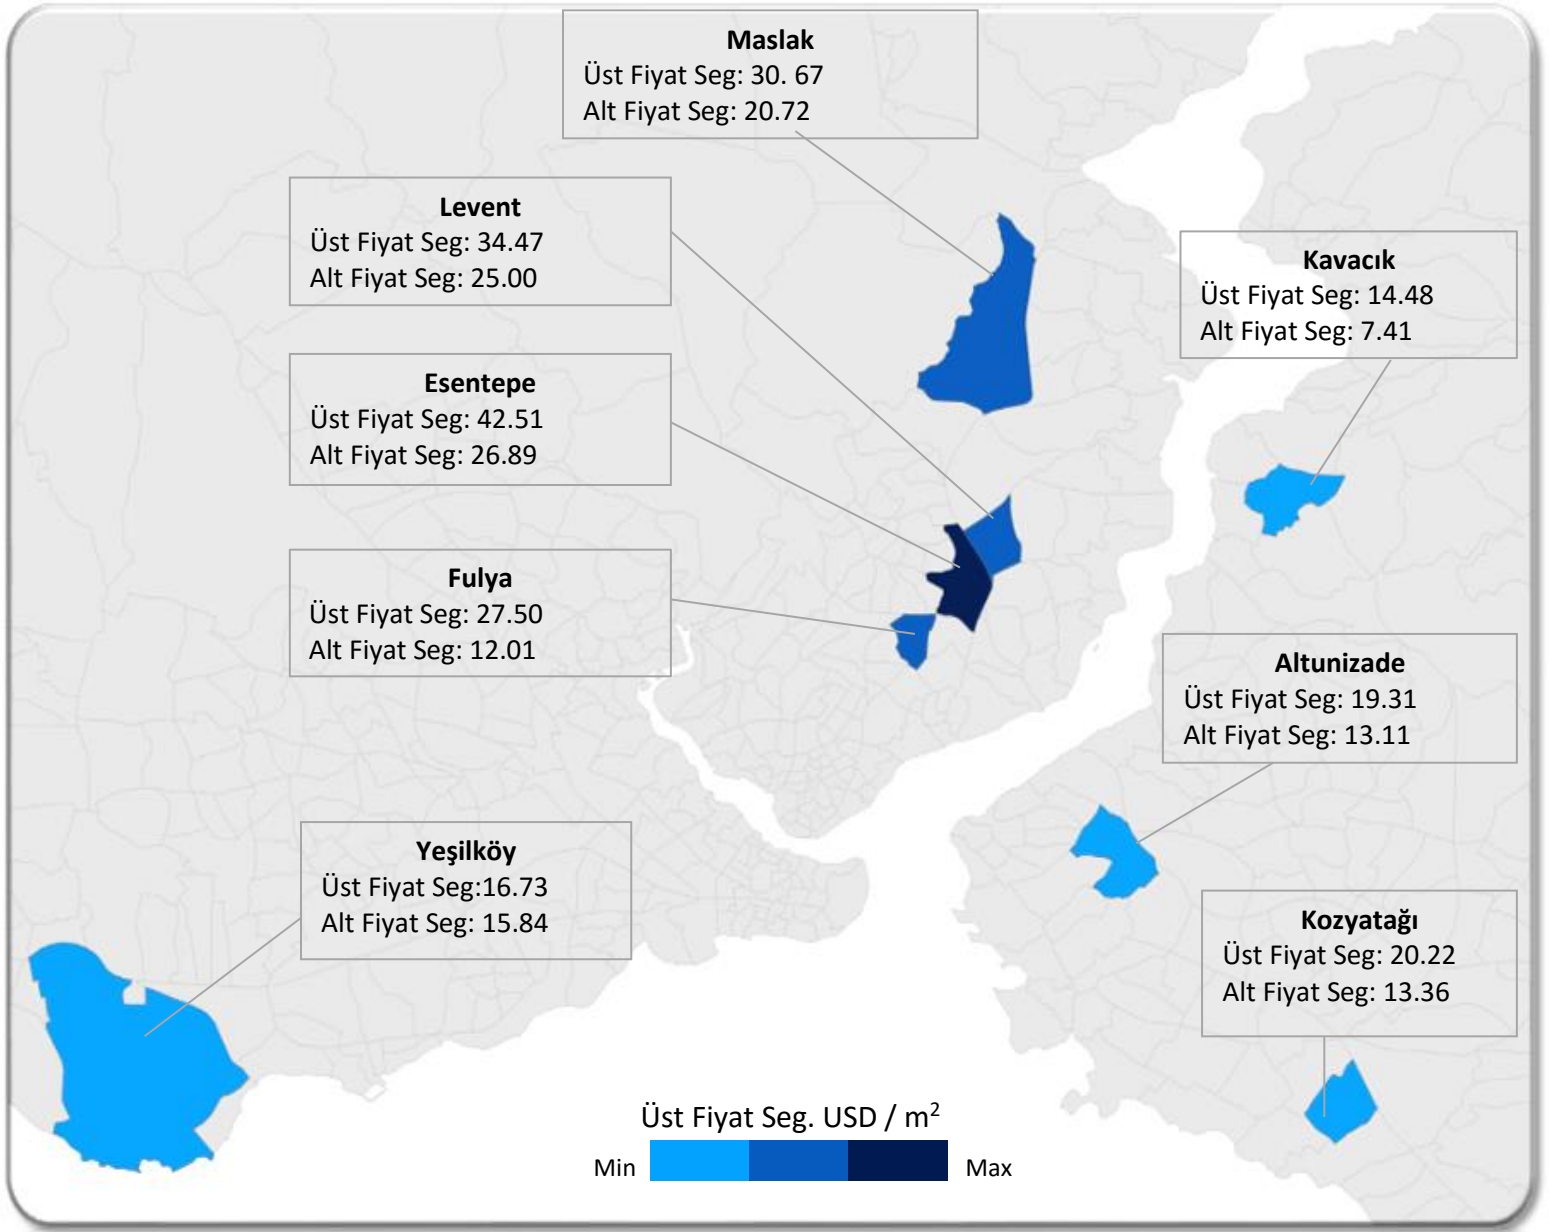 Maslak
Üst Fiyat Seg: 30. 67
Alt Fiyat Seg: 20.72
Levent
Üst Fiyat Seg: 34.47
Alt Fiyat Seg: 25.00
Kavacık
Üst Fiyat Seg: 14.48
Alt Fiyat Seg: 7.41
Esentepe
Üst Fiyat Seg: 42.51
Alt Fiyat Seg: 26.89
Fulya
Üst Fiyat Seg: 27.50
Alt Fiyat Seg: 12.01
Altunizade
Üst Fiyat Seg: 19.31
Alt Fiyat Seg: 13.11
Yeşilköy
Üst Fiyat Seg:16.73
Alt Fiyat Seg: 15.84
Kozyatağı
Üst Fiyat Seg: 20.22
Alt Fiyat Seg: 13.36
Üst Fiyat Seg. USD / m²
Min Max